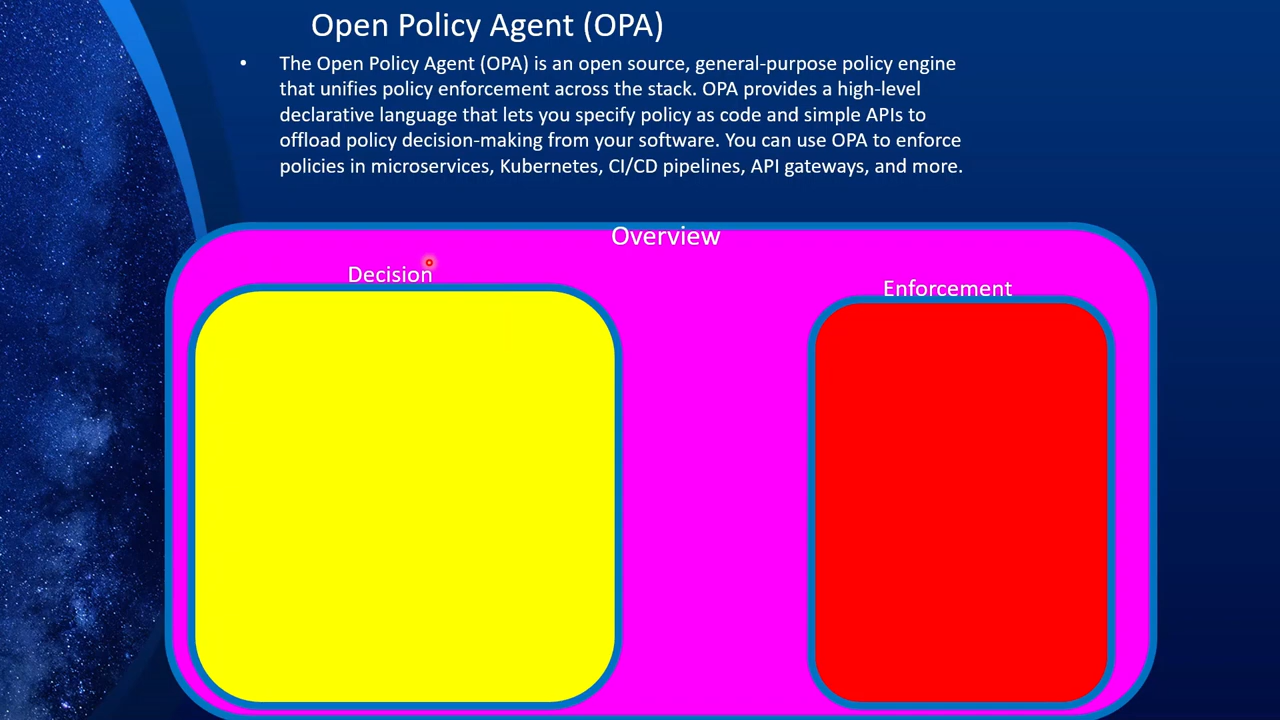 Open Policy Agent (OPA)
• The Open Policy Agent (OPA) is an open source, general-purpose policy engine
that unifies policy enforcement across the stack. OPA provides a high-level
declarative language that lets you specify policy as code and simple APIs to
offload policy decision-making from your software. You can use OPA to enforce
policies in microservices, Kubernetes, CI/CD pipelines, API gateways, and more.
Overview
Decision
Enforcement